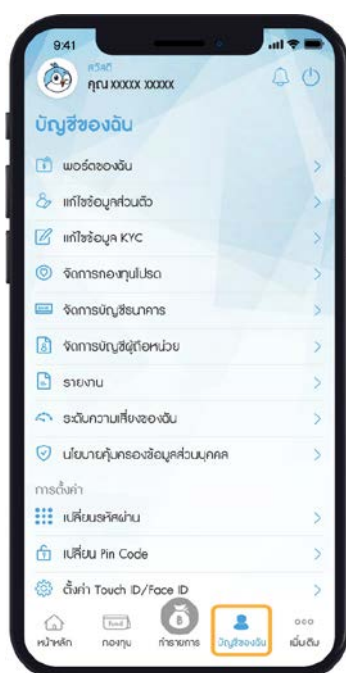 9:41
สวัสดี
คุณ xxxxx xxxxx
บัญชีของฉัน
พอร์ตของฉัน
แก้ไขข้อมูลส่วนตัว
แก้ไขข้อมูล KYC
จัดการกองทุนโปรด
จัดการบัญชีธนาคาร
จัดการบัญชีผู้ถือหน่วย
รายงาน
ระดับความเสี่ยงของฉัน
นโยบายคุ้มครองข้อมูลส่วนบุคคล
การตั้งค่า
เปลี่ยนรหัสผ่าน
เปลี่ยน Pin Code
ตั้งค่า Touch ID/Face ID
หน้าหลัก กองทุน ทำรายการ บัญชีของฉัน เพิ่มเติม